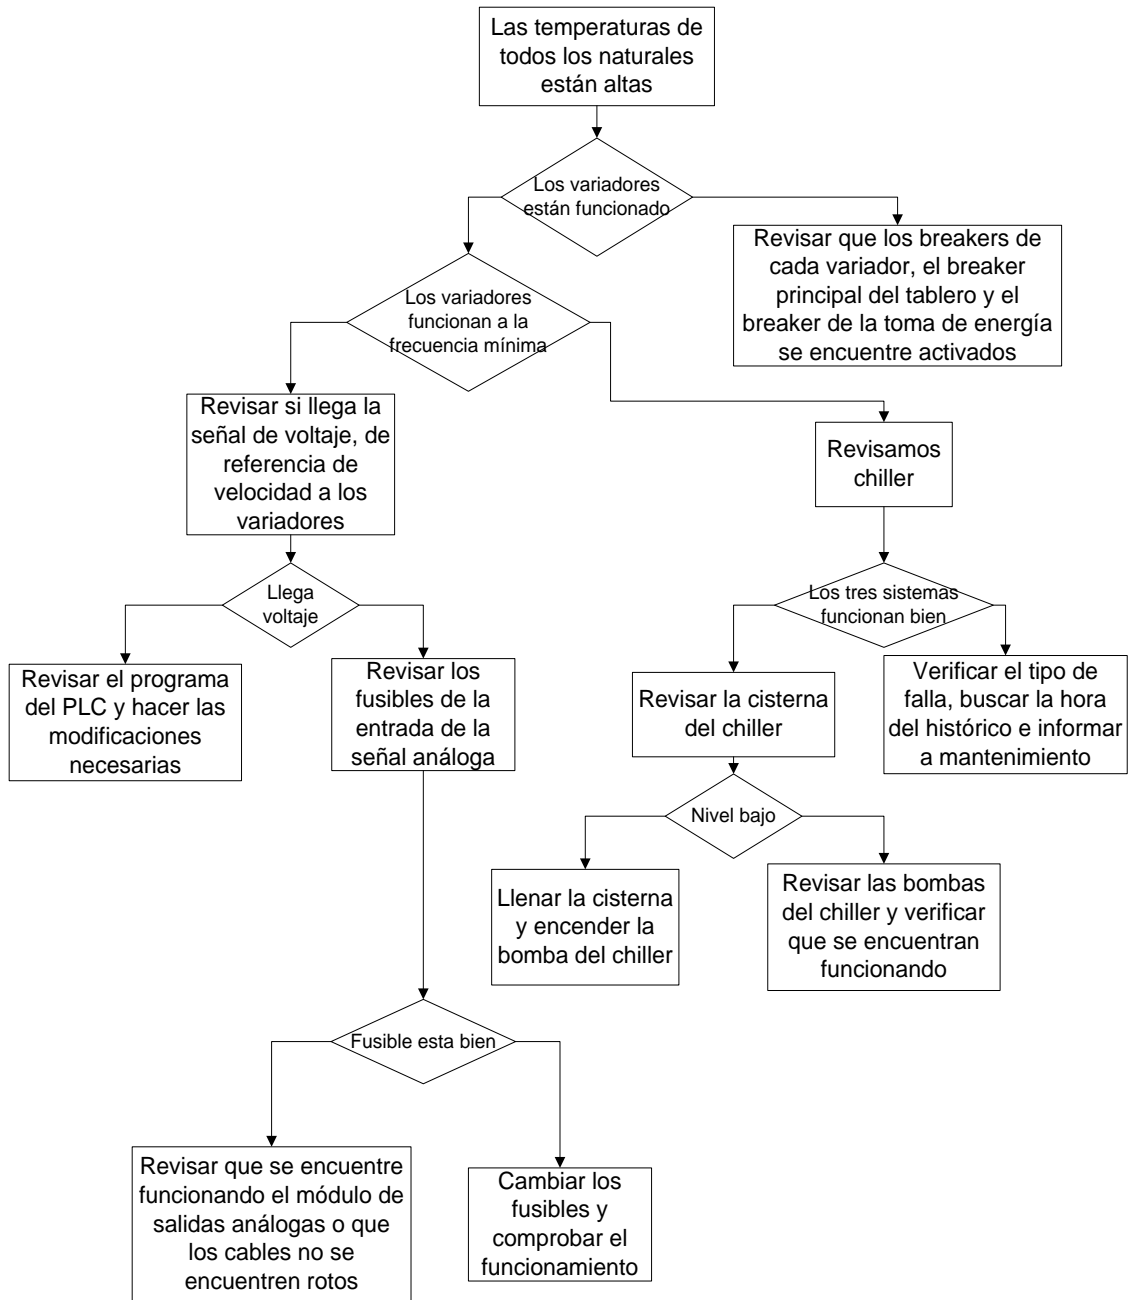 Las temperaturas de
todos los naturales
están altas
Los variadores
están funcionado
Revisar que los breakers de
cada variador, el breaker
principal del tablero y el
breaker de la toma de energía
se encuentre activados
Los variadores
funcionan a la
frecuencia mínima
Revisar si llega la
señal de voltaje, de
referencia de
velocidad a los
variadores
Revisamos
chiller
Llega
voltaje
Los tres sistemas
funcionan bien
Revisar el programa
del PLC y hacer las
modificaciones
necesarias
Revisar los
fusibles de la
entrada de la
señal análoga
Revisar la cisterna
del chiller
Verificar el tipo de
falla, buscar la hora
del histórico e informar
a mantenimiento
Nivel bajo
Llenar la cisterna
y encender la
bomba del chiller
Revisar las bombas
del chiller y verificar
que se encuentran
funcionando
Fusible esta bien
Revisar que se encuentre
funcionando el módulo de
salidas análogas o que
los cables no se
encuentren rotos
Cambiar los
fusibles y
comprobar el
funcionamiento